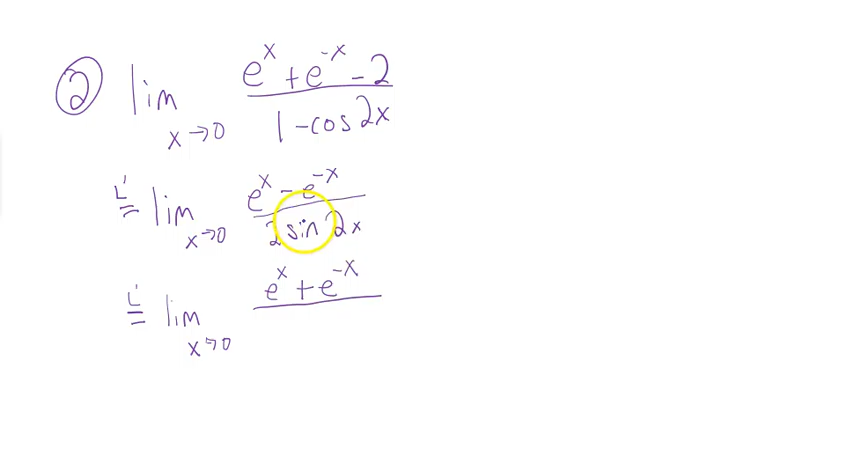 ② lim x→0 (e^x + e^-x - 2) / (1 - cos 2x)
L' = lim x→0 (e^x - e^-x) / (2 sin 2x)
L' = lim x→0 (e^x + e^-x) /